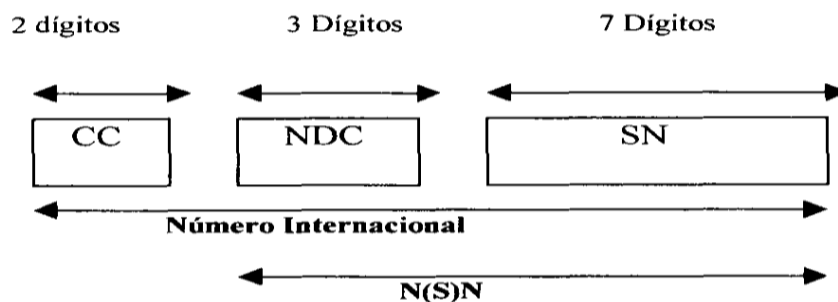 2 dígitos 3 Dígitos 7 Dígitos
CC NDC SN
Número Internacional
N(S)N